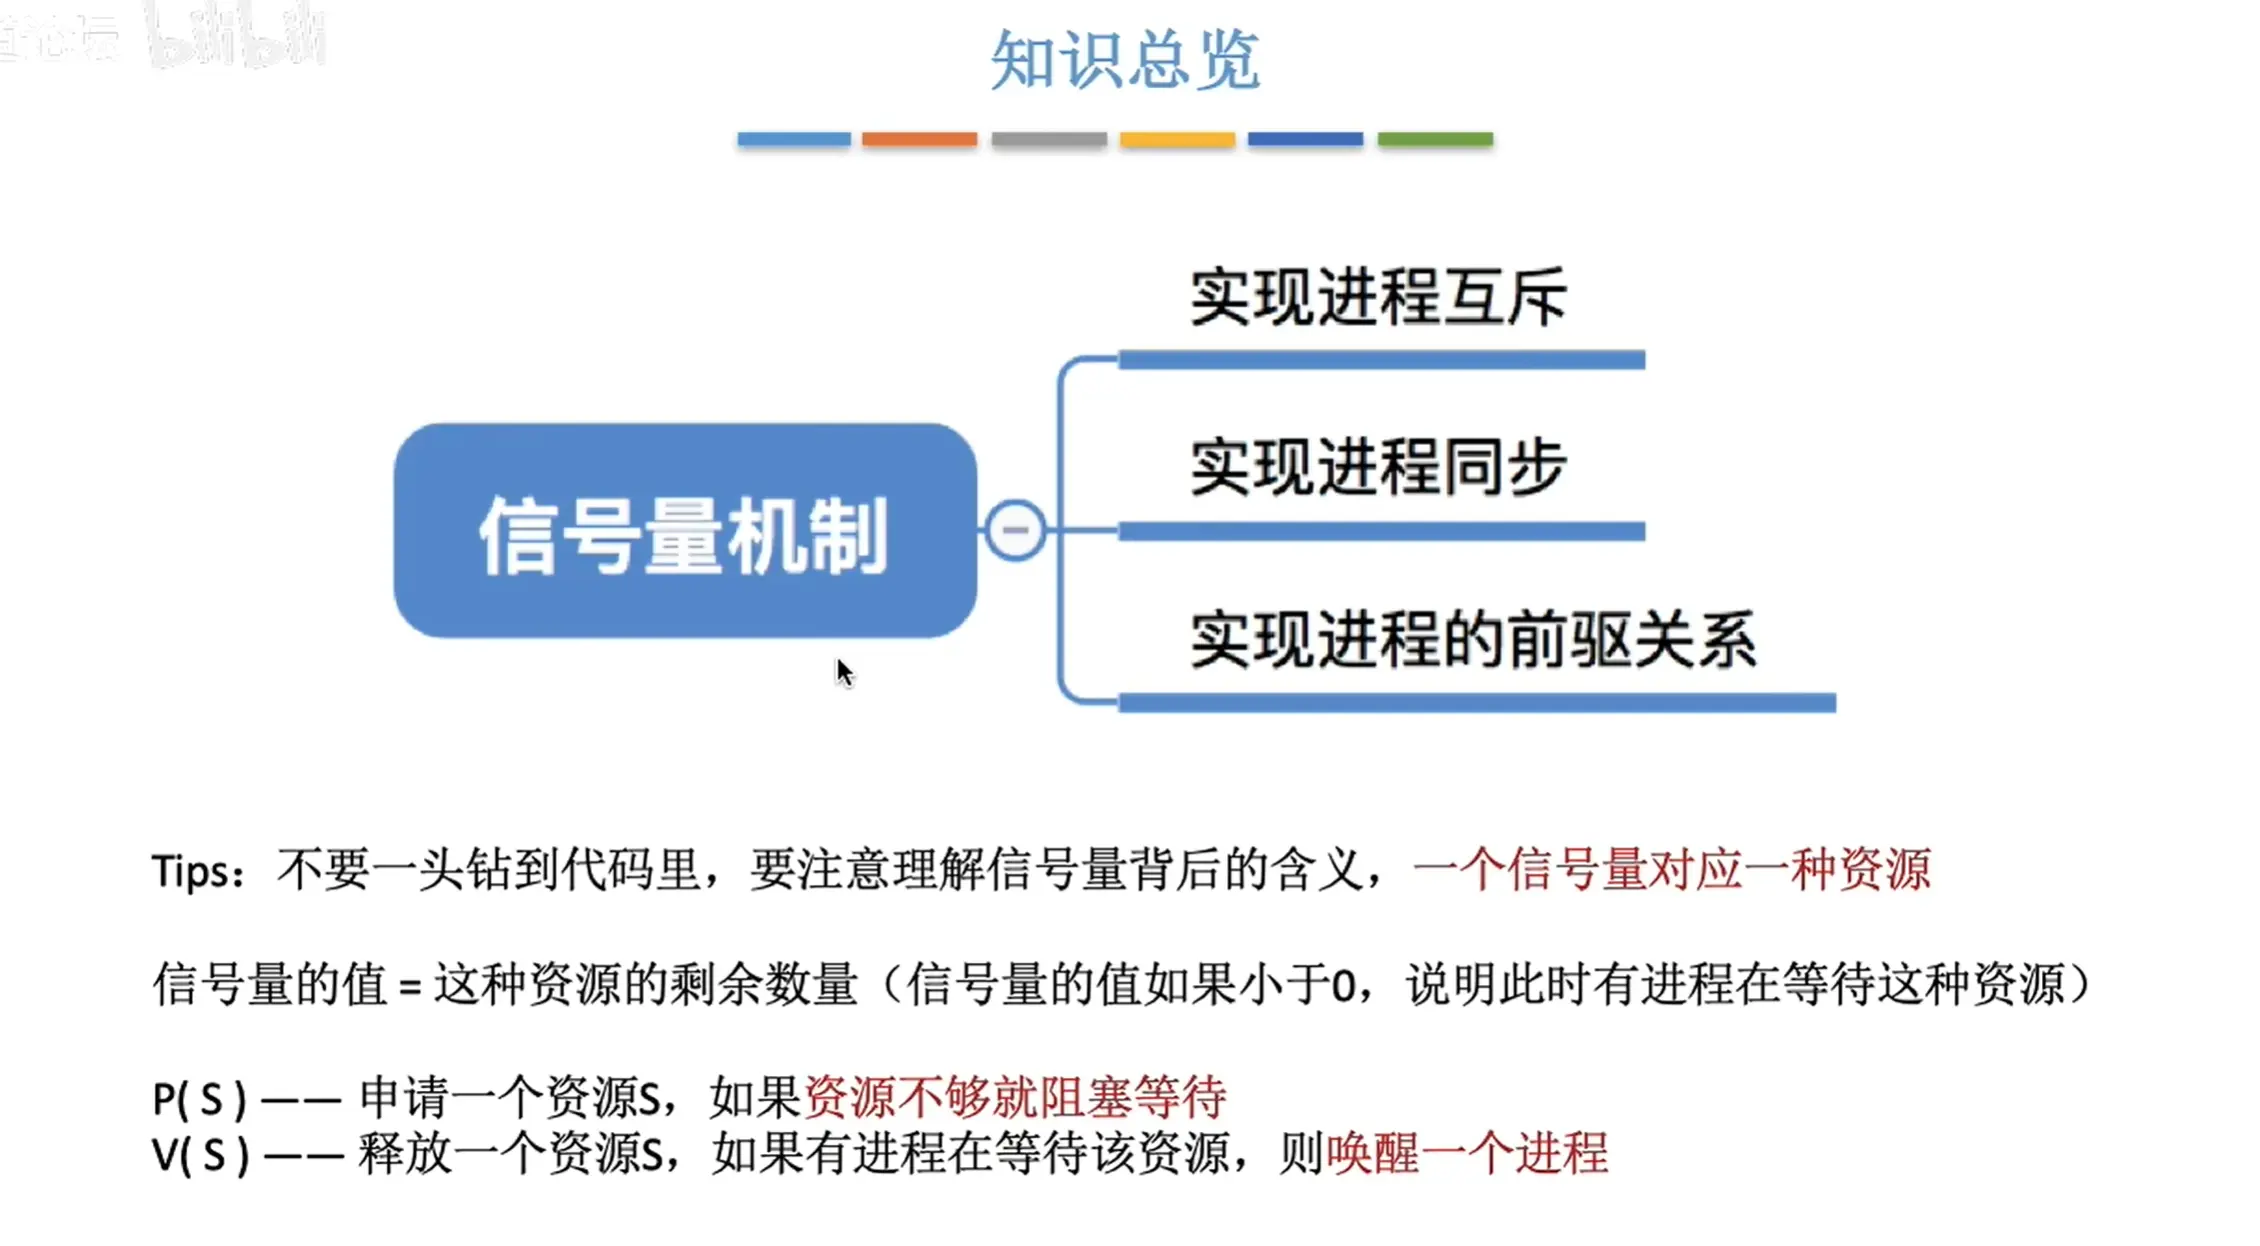 bilibili
知识总览
实现进程互斥
实现进程同步
信号量机制
实现进程的前驱关系
Tips：不要一头钻到代码里，要注意理解信号量背后的含义，一个信号量对应一种资源
信号量的值 = 这种资源的剩余数量（信号量的值如果小于0，说明此时有进程在等待这种资源）
P( S ) —— 申请一个资源S，如果资源不够就阻塞等待
V( S ) —— 释放一个资源S，如果有进程在等待该资源，则唤醒一个进程